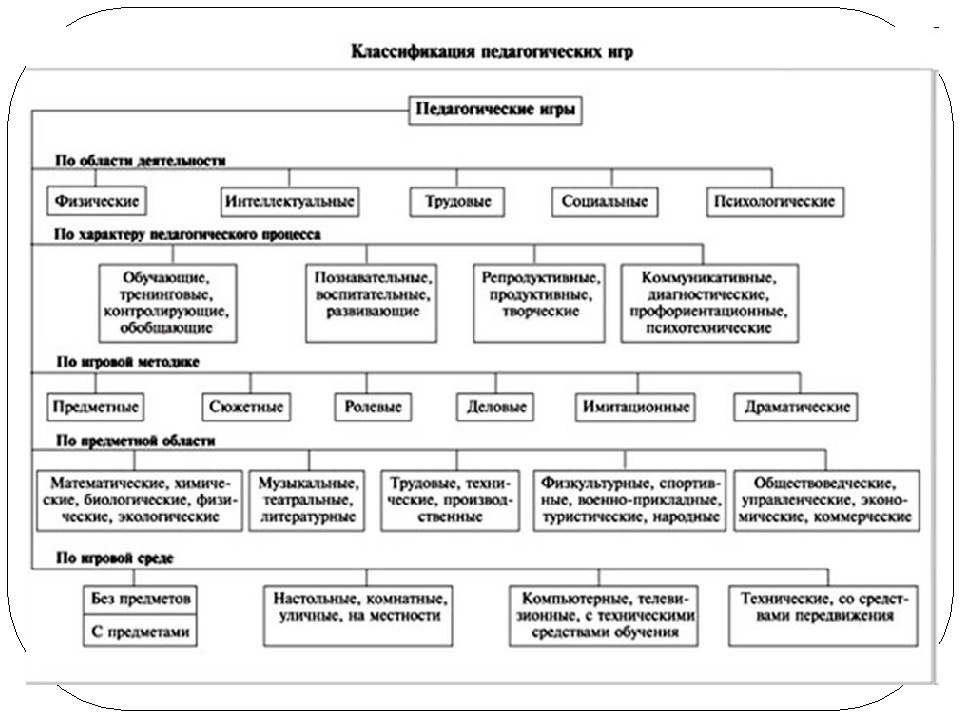 Классификация педагогических игр
Педагогические игры
По области деятельности
Физические
Интеллектуальные
Трудовые
Социальные
Психологические
По характеру педагогического процесса
Обучающие,
тренинговые,
контролирующие,
обобщающие
Познавательные,
воспитательные,
развивающие
Репродуктивные,
продуктивные,
творческие
Коммуникативные,
диагностические,
профориентационные,
психотехнические
По игровой методике
Предметные
Сюжетные
Ролевые
Деловые
Имитационные
Драматические
По предметной области
Математические, химиче-
ские, биологические, физи-
ческие, экологические
Музыкальные,
театральные,
литературные
Трудовые, техни-
ческие, производ-
ственные
Физкультурные, спортив-
ные, военно-прикладные,
туристические, народные
Обществоведческие,
управленческие, эконо-
мические, коммерческие
По игровой среде
Без предметов
С предметами
Настольные, комнатные,
уличные, на местности
Компьютерные, телеви-
зионные, с техническими
средствами обучения
Технические, со средст-
вами передвижения